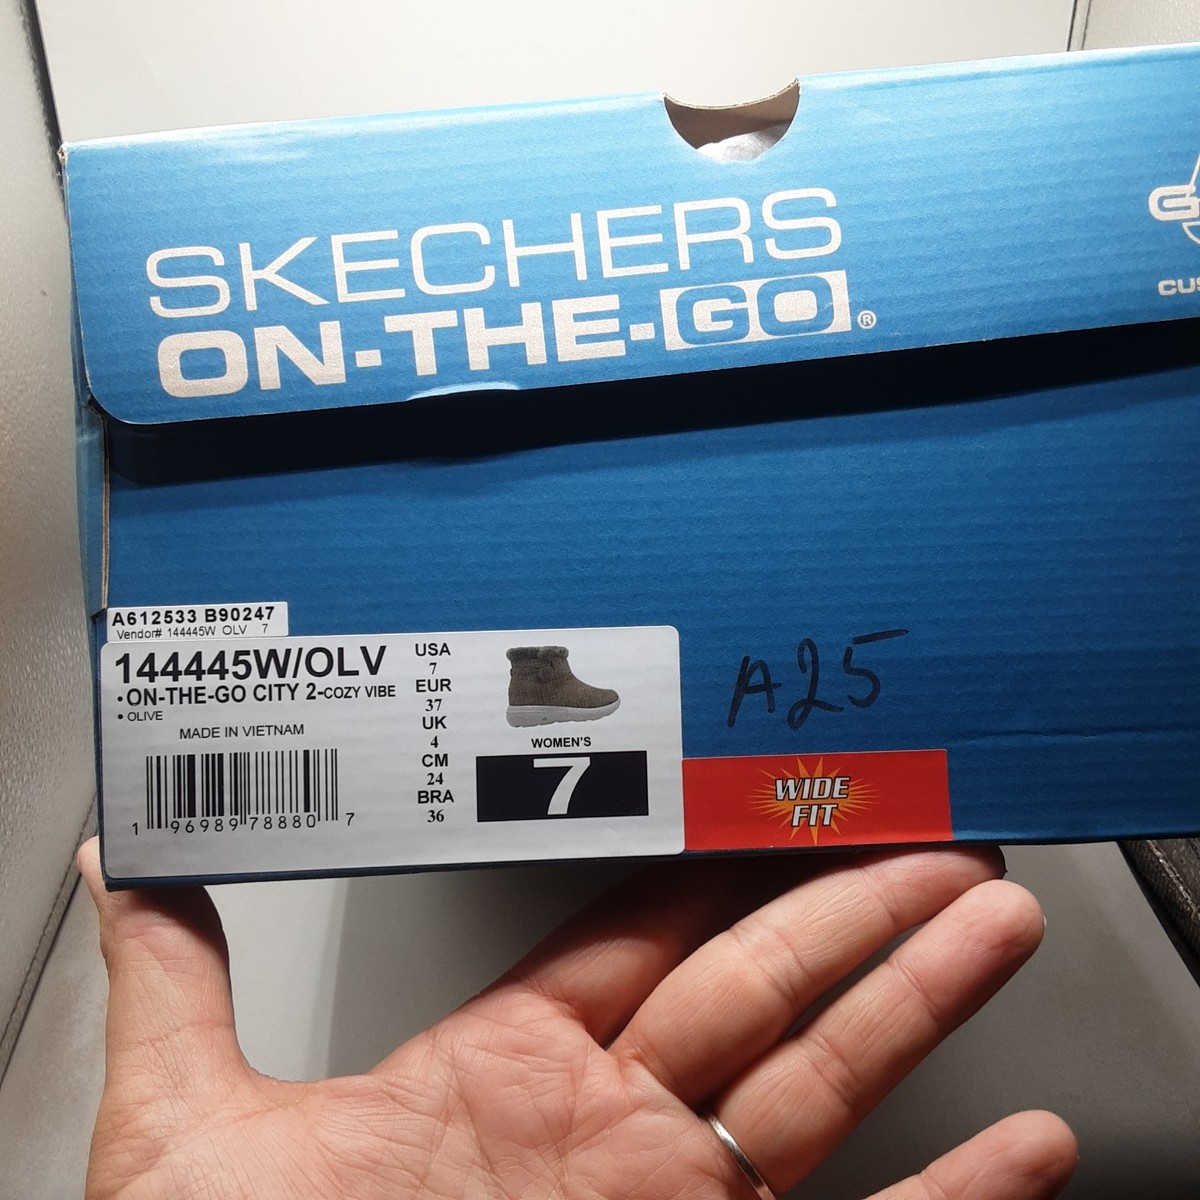 SKECHERS
ON-THE-GO®
CUS
A612533 B90247
Vendor# 144445W OLV 7
144445W/OLV
•ON-THE-GO CITY 2-COZY VIBE
• OLIVE
MADE IN VIETNAM
1 96989 78880 7
USA
7
EUR
37
UK
4
CM
24
BRA
36
WOMEN'S
7
A25
WIDE
FIT